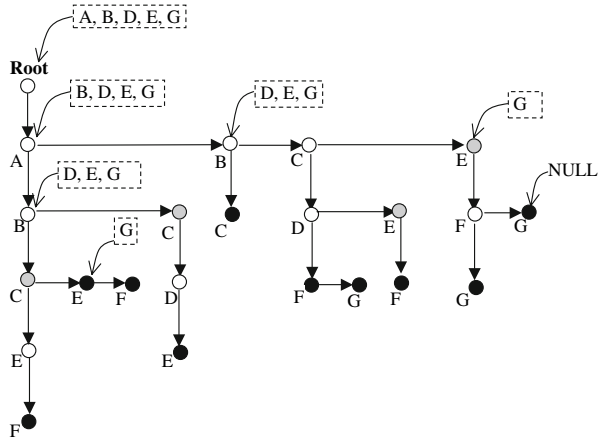 A, B, D, E, G
Root
B, D, E, G
D, E, G
G
A
B
C
E
D, E, G
NULL
B
C
C
D
E
F
G
G
C
E
F
D
F
G
F
G
E
E
F